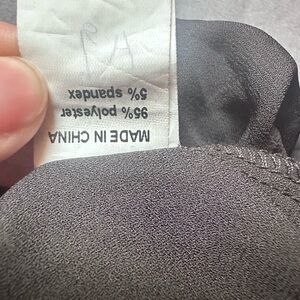 MADE IN CHINA
95% polyester
5% spandex